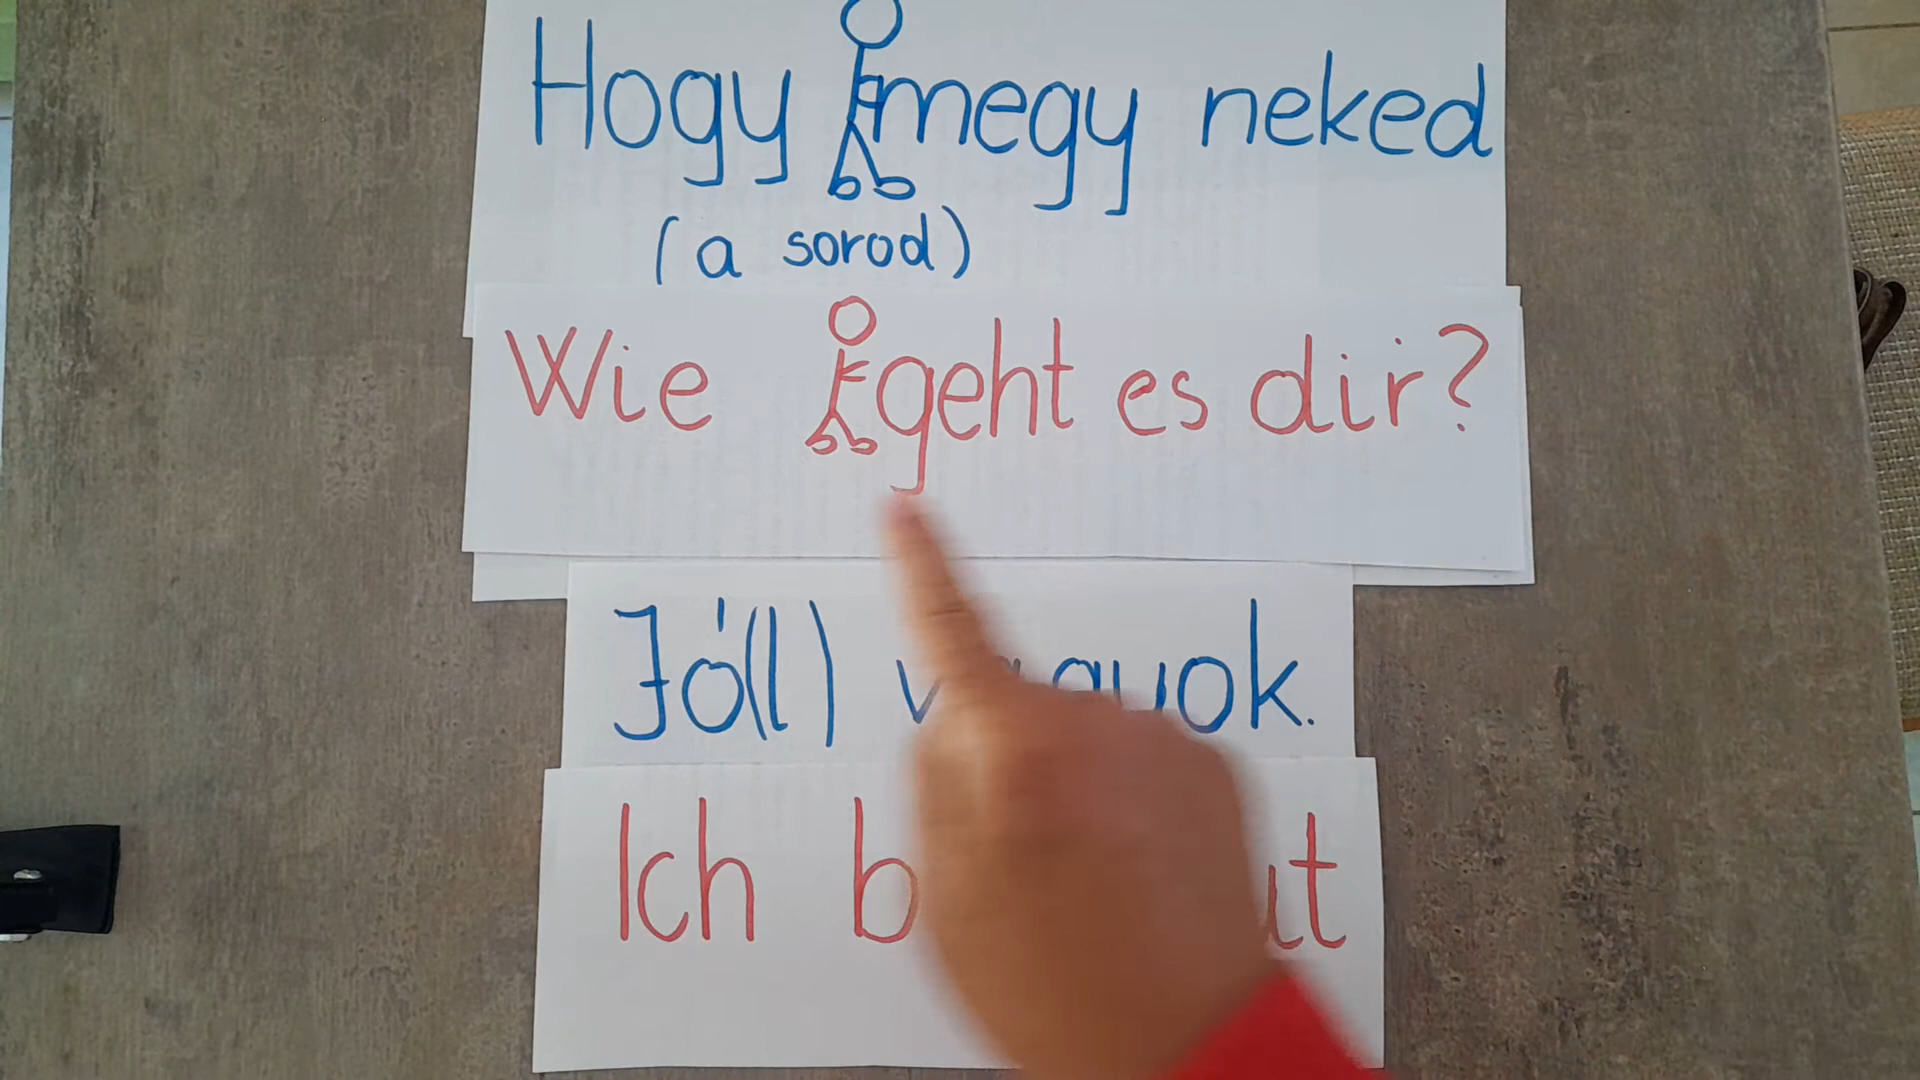 Hogy megy neked
(a sorod)
Wie geht es dir?
Jó(l)
Ich